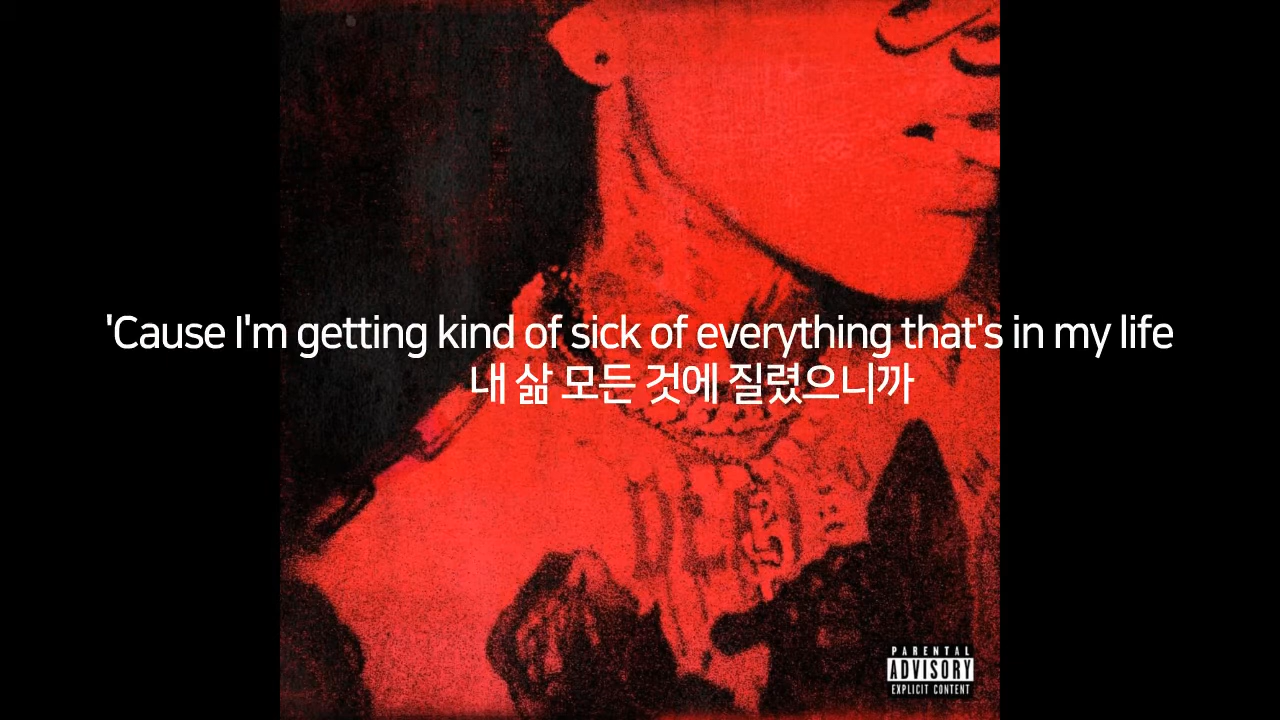 'Cause I'm getting kind of sick of everything that's in my life
내 삶 모든 것에 질렸으니까
PARENTAL
ADVISORY
EXPLICIT CONTENT